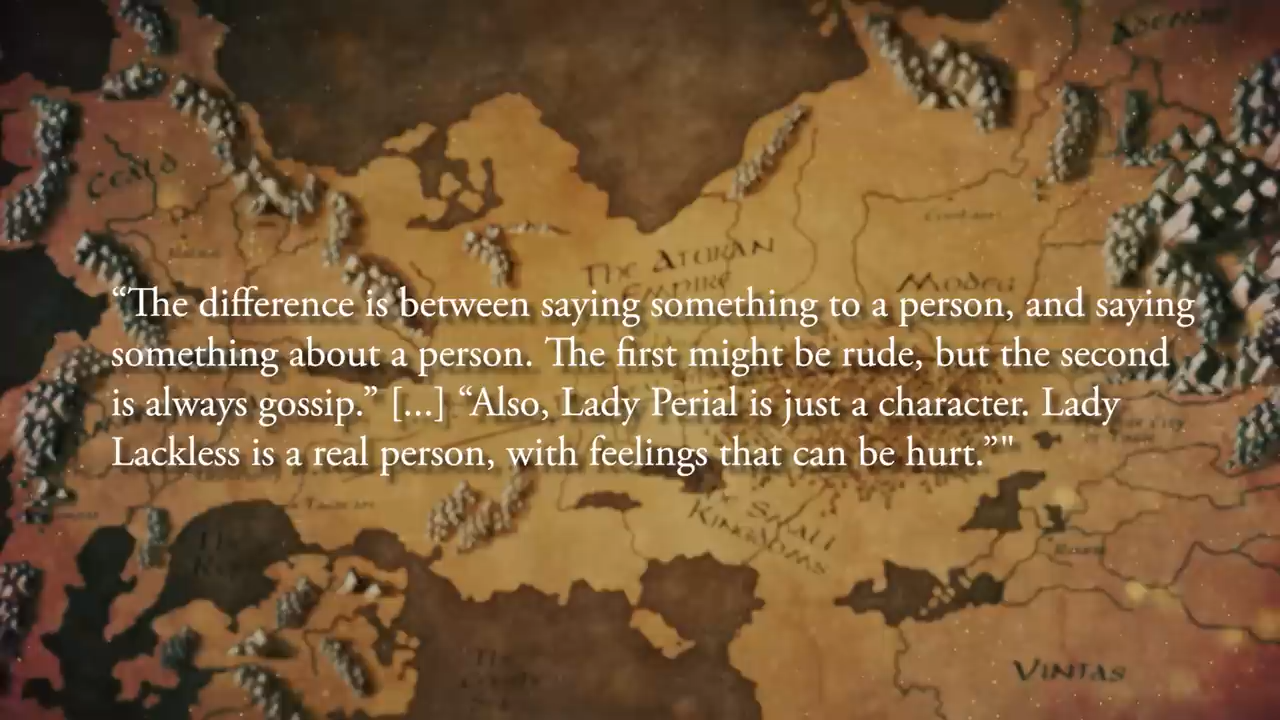 Ceald
The Aturan
Empire
Modeg
“The difference is between saying something to a person, and saying
something about a person. The first might be rude, but the second
is always gossip.” [...] “Also, Lady Perial is just a character. Lady
Lackless is a real person, with feelings that can be hurt.”"
Small
Kingdoms
Vintas